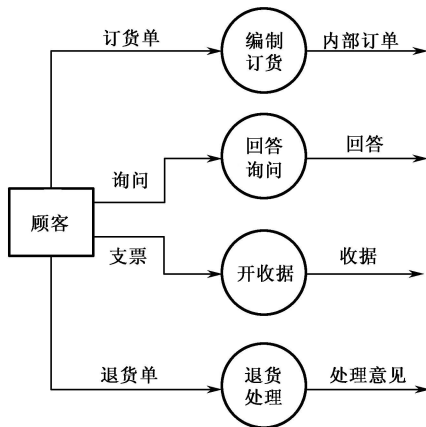 订货单
编制
订货
内部订单
询问
回答
询问
回答
顾客
支票
开收据
收据
退货单
退货
处理
处理意见